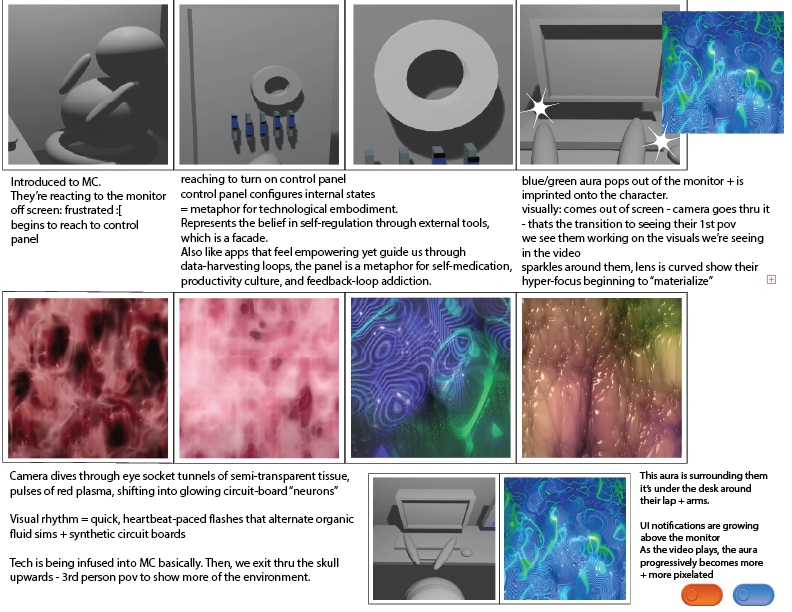 Introduced to MC.
They're reacting to the monitor
off screen: frustrated :[
begins to reach to control
panel
reaching to turn on control panel
control panel configures internal states
= metaphor for technological embodiment.
Represents the belief in self-regulation through external tools,
which is a facade.
Also like apps that feel empowering yet guide us through
data-harvesting loops, the panel is a metaphor for self-medication,
productivity culture, and feedback-loop addiction.
blue/green aura pops out of the monitor + is
imprinted onto the character.
visually: comes out of screen - camera goes thru it
- thats the transition to seeing their 1st pov
we see them working on the visuals we're seeing
in the video
sparkles around them, lens is curved show their
hyper-focus beginning to "materialize"
Camera dives through eye socket tunnels of semi-transparent tissue,
pulses of red plasma, shifting into glowing circuit-board "neurons"
Visual rhythm = quick, heartbeat-paced flashes that alternate organic
fluid sims + synthetic circuit boards
Tech is being infused into MC basically. Then, we exit thru the skull
upwards - 3rd person pov to show more of the environment.
This aura is surrounding them
it's under the desk around
their lap + arms.
UI notifications are growing
above the monitor
As the video plays, the aura
progressively becomes more
+ more pixelated